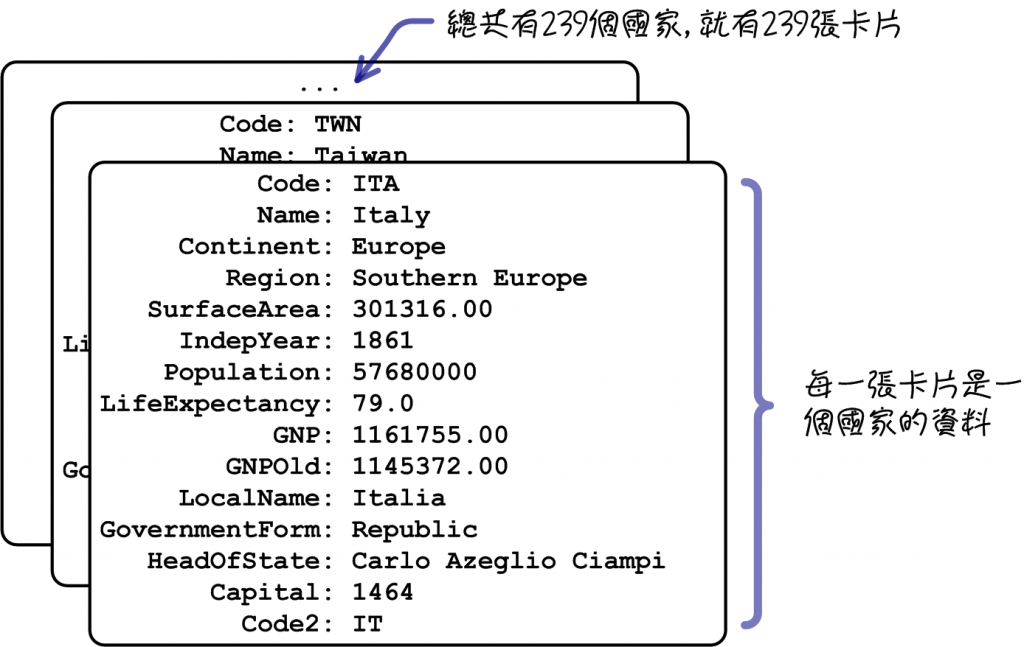 總共有239個國家,就有239張卡片
...
Code: TWN
Name: Taiwan
Code: ITA
Name: Italy
Continent: Europe
Region: Southern Europe
SurfaceArea: 301316.00
IndepYear: 1861
Population: 57680000
LifeExpectancy: 79.0
GNP: 1161755.00
GNPOld: 1145372.00
LocalName: Italia
GovernmentForm: Republic
HeadOfState: Carlo Azeglio Ciampi
Capital: 1464
Code2: IT
Li
Go
每一張卡片是一
個國家的資料